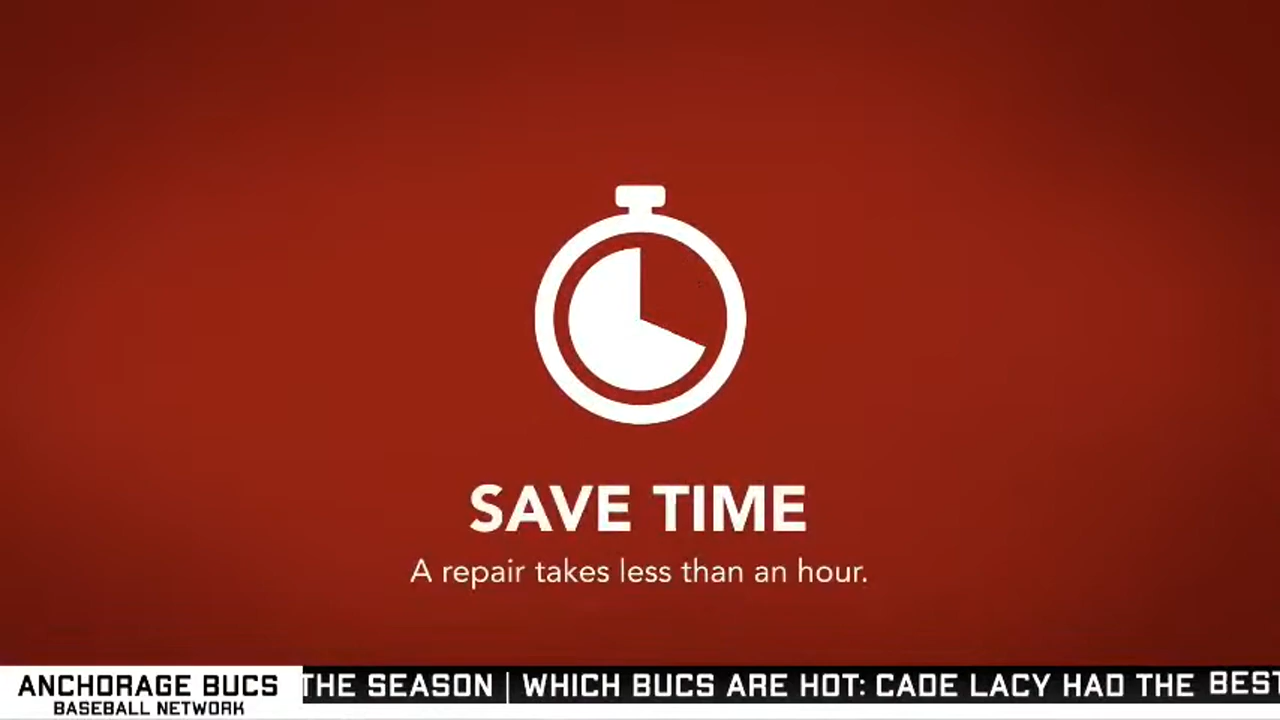 SAVE TIME
A repair takes less than an hour.
ANCHORAGE BUCS
BASEBALL NETWORK
THE SEASON | WHICH BUCS ARE HOT: CADE LACY HAD THE BEST